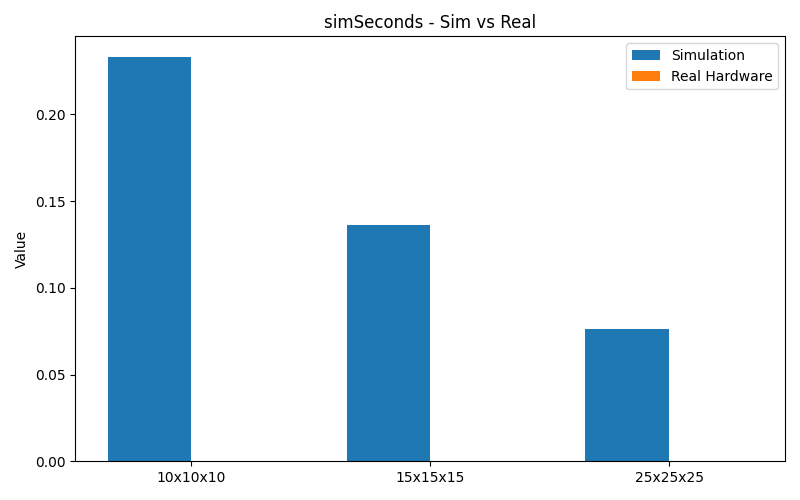 simSeconds - Sim vs Real
Simulation
Real Hardware
Value
0.20
0.15
0.10
0.05
0.00
10x10x10
15x15x15
25x25x25